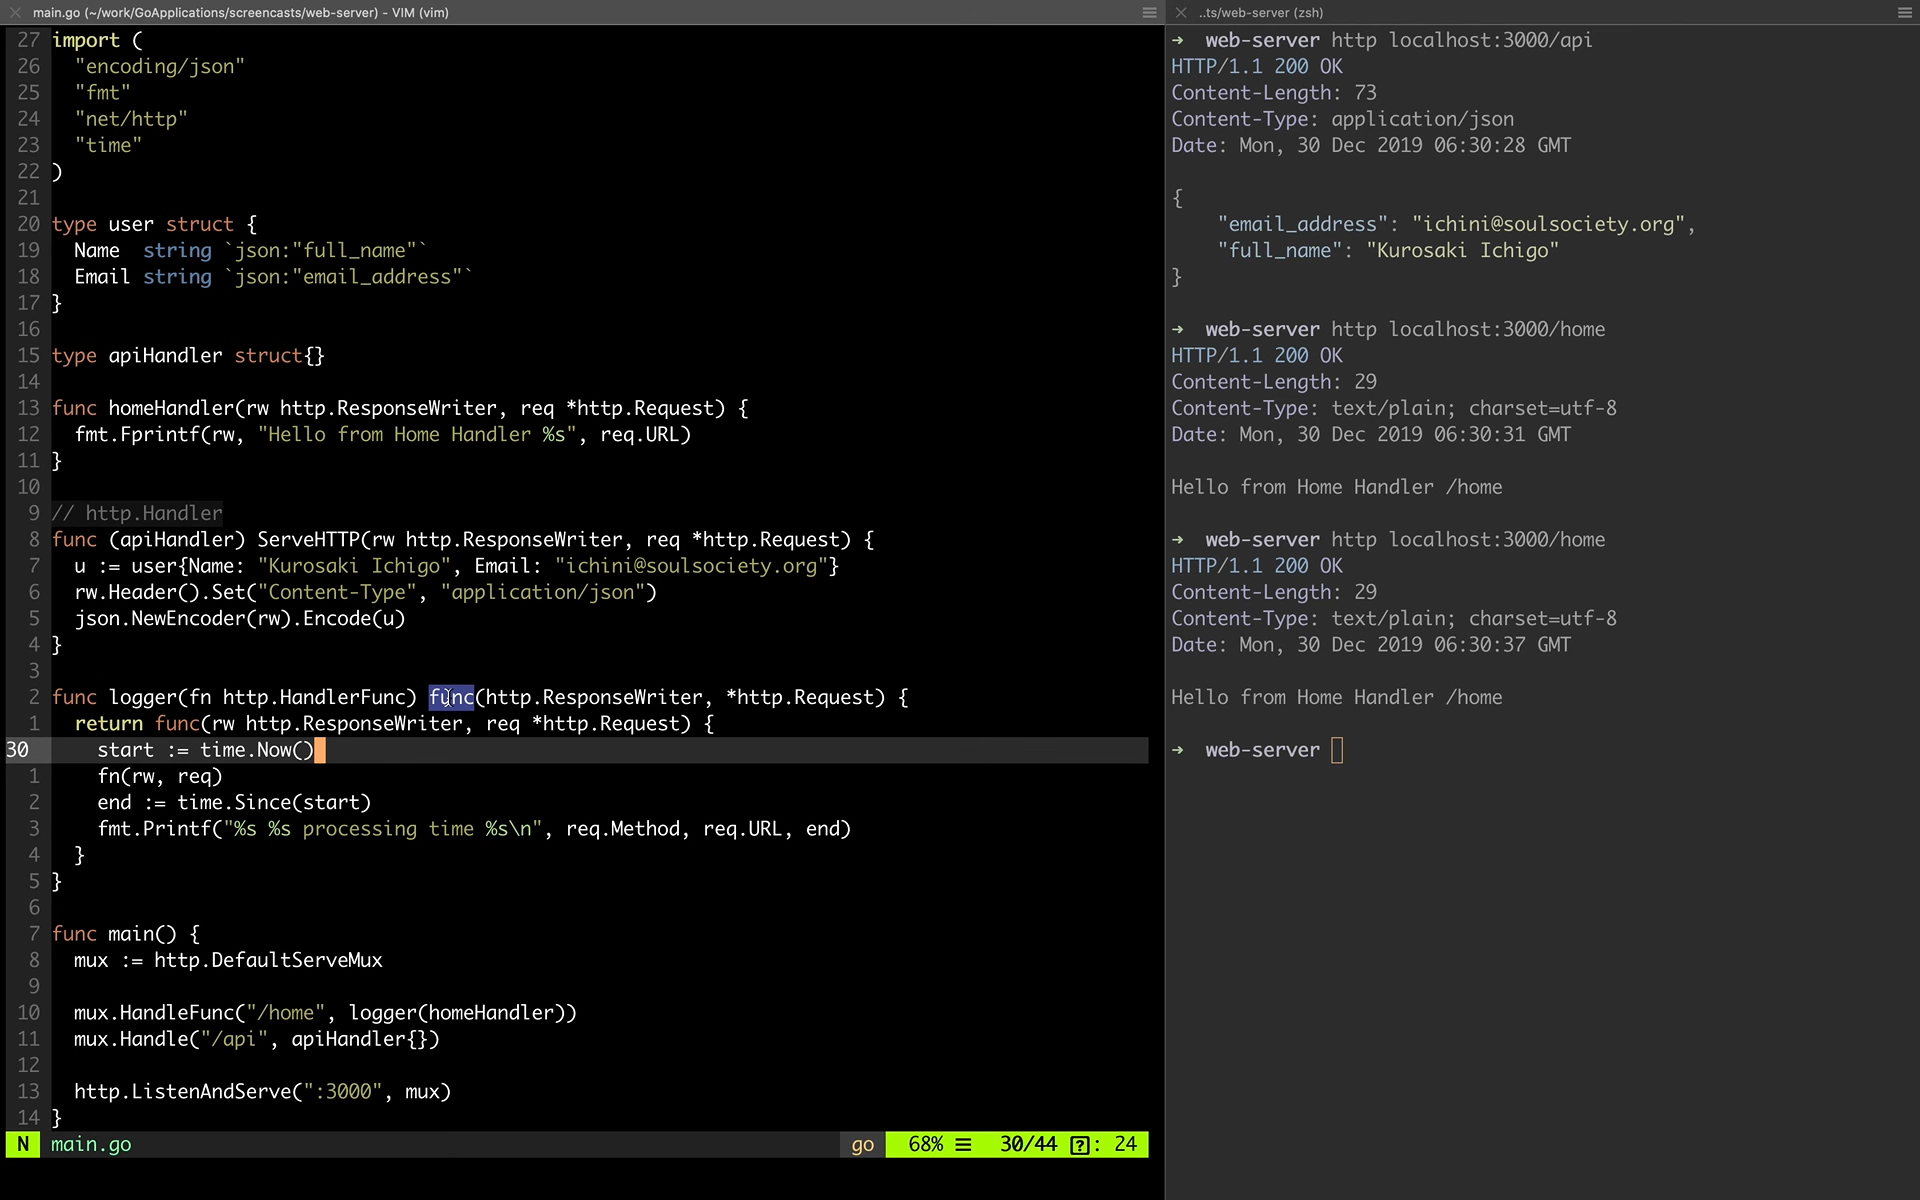 main.go (~/work/GoApplications/screencasts/web-server) - VIM (vim)
27 import (
26   "encoding/json"
25   "fmt"
24   "net/http"
23   "time"
22 )
21
20 type user struct {
19   Name  string `json:"full_name"`
18   Email string `json:"email_address"`
17 }
16
15 type apiHandler struct{}
14
13 func homeHandler(rw http.ResponseWriter, req *http.Request) {
12   fmt.Fprintf(rw, "Hello from Home Handler %s", req.URL)
11 }
10
9 // http.Handler
8 func (apiHandler) ServeHTTP(rw http.ResponseWriter, req *http.Request) {
7   u := user{Name: "Kurosaki Ichigo", Email: "ichini@soulsociety.org"}
6   rw.Header().Set("Content-Type", "application/json")
5   json.NewEncoder(rw).Encode(u)
4 }
3
2 func logger(fn http.HandlerFunc) func(http.ResponseWriter, *http.Request) {
1   return func(rw http.ResponseWriter, req *http.Request) {
30     start := time.Now()
1     fn(rw, req)
2     end := time.Since(start)
3     fmt.Printf("%s %s processing time %s\n", req.Method, req.URL, end)
4   }
5 }
6
7 func main() {
8   mux := http.DefaultServeMux
9
10   mux.HandleFunc("/home", logger(homeHandler))
11   mux.Handle("/api", apiHandler{})
12
13   http.ListenAndServe(":3000", mux)
14 }
N main.go go 68% ☰ 30/44 [?]: 24
..ts/web-server (zsh)
→ web-server http localhost:3000/api
HTTP/1.1 200 OK
Content-Length: 73
Content-Type: application/json
Date: Mon, 30 Dec 2019 06:30:28 GMT
{
    "email_address": "ichini@soulsociety.org",
    "full_name": "Kurosaki Ichigo"
}
→ web-server http localhost:3000/home
HTTP/1.1 200 OK
Content-Length: 29
Content-Type: text/plain; charset=utf-8
Date: Mon, 30 Dec 2019 06:30:31 GMT
Hello from Home Handler /home
→ web-server http localhost:3000/home
HTTP/1.1 200 OK
Content-Length: 29
Content-Type: text/plain; charset=utf-8
Date: Mon, 30 Dec 2019 06:30:37 GMT
Hello from Home Handler /home
→ web-server